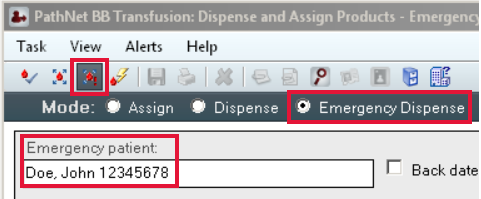 PathNet BB Transfusion: Dispense and Assign Products - Emergency
Task View Alerts Help
Mode: Assign Dispense Emergency Dispense
Emergency patient:
Doe, John 12345678 Back date